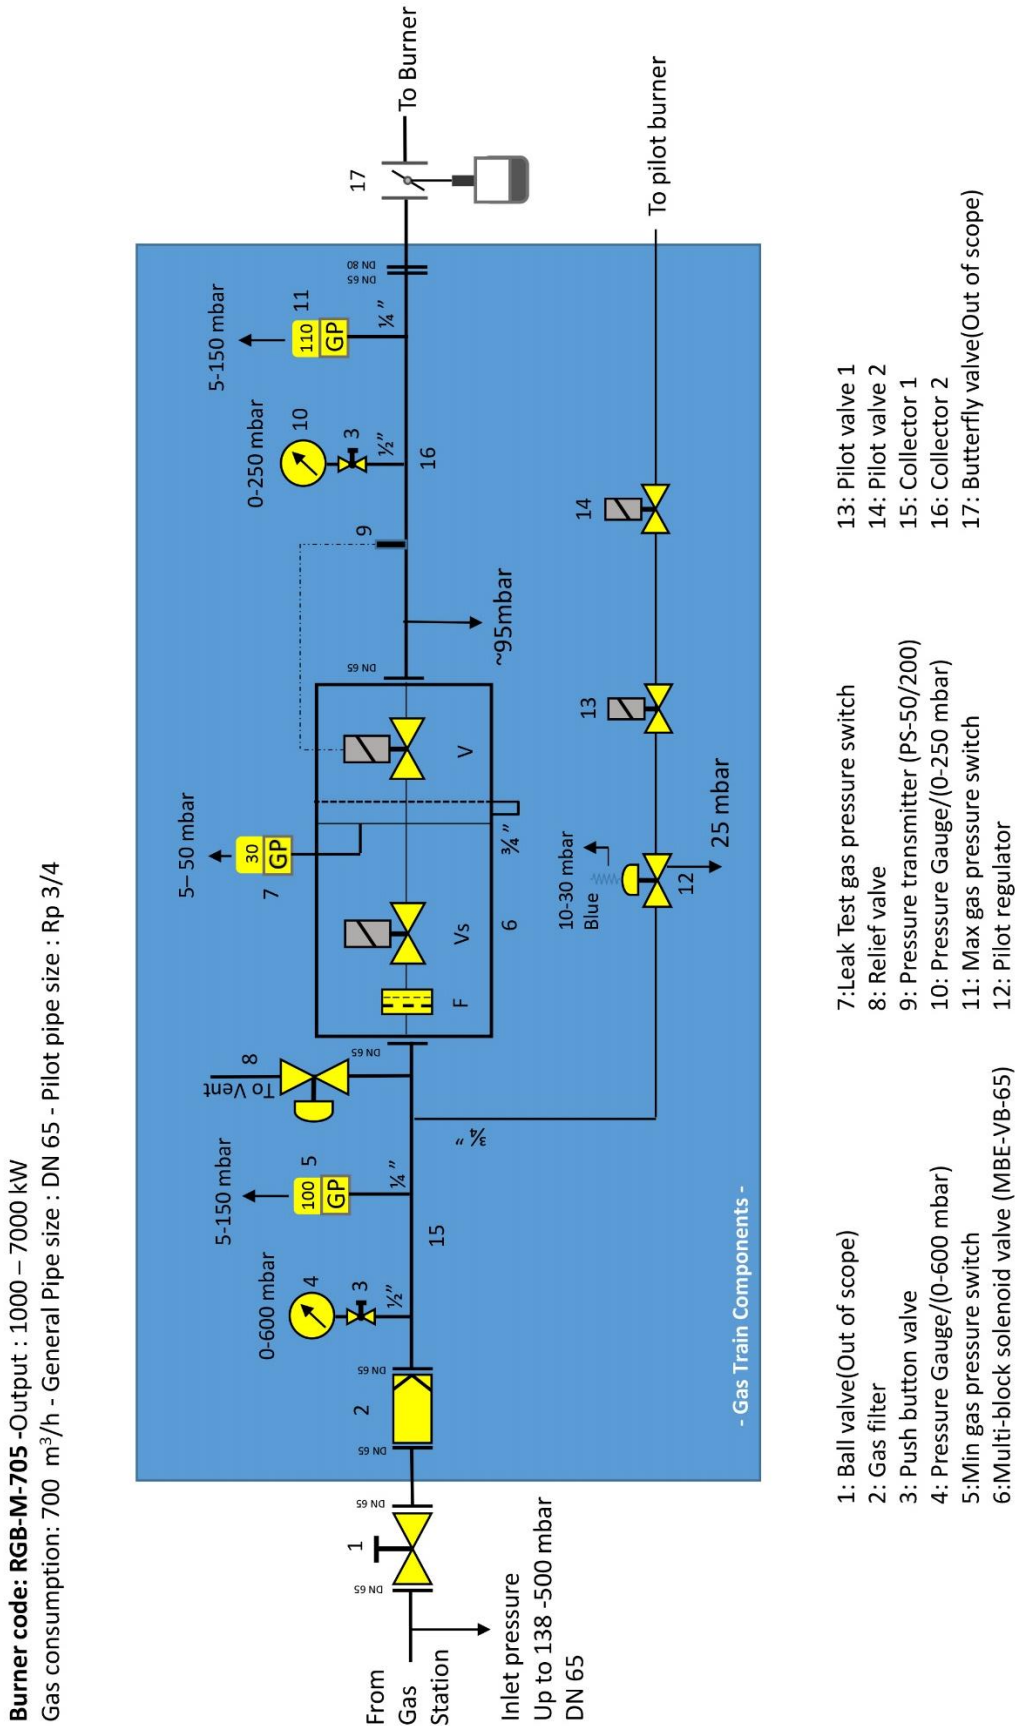 Burner code: RGB-M-705 -Output : 1000 – 7000 kW
Gas consumption: 700 m³/h - General Pipe size : DN 65 - Pilot pipe size : Rp 3/4
From
Gas
Station
Inlet pressure
Up to 138 -500 mbar
DN 65
DN 65
1
DN 65
DN 65
2
DN 65
0-600 mbar
4
3
½”
15
5-150 mbar
5
100
GP
¼”
To Vent
8
DN 65
¾”
F
Vs
6
5– 50 mbar
7
30
GP
¾”
V
DN 65
~95mbar
9
0-250 mbar
10
3
½”
16
5-150 mbar
11
110
GP
¼”
DN 65
DN 80
17
To Burner
10-30 mbar
Blue
12
25 mbar
13
14
To pilot burner
- Gas Train Components -
1: Ball valve(Out of scope)
2: Gas filter
3: Push button valve
4: Pressure Gauge/(0-600 mbar)
5:Min gas pressure switch
6:Multi-block solenoid valve (MBE-VB-65)
7:Leak Test gas pressure switch
8: Relief valve
9: Pressure transmitter (PS-50/200)
10: Pressure Gauge/(0-250 mbar)
11: Max gas pressure switch
12: Pilot regulator
13: Pilot valve 1
14: Pilot valve 2
15: Collector 1
16: Collector 2
17: Butterfly valve(Out of scope)